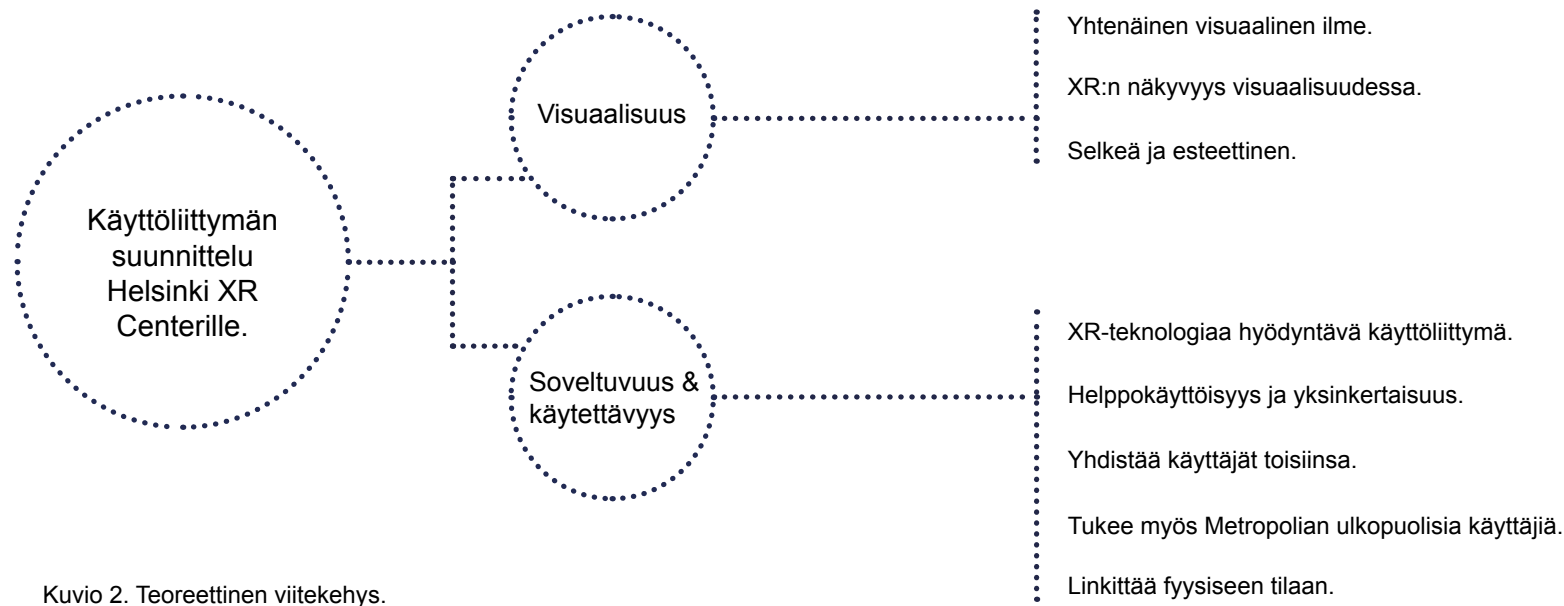 Käyttöliittymän
suunnittelu
Helsinki XR
Centerille.
Visuaalisuus
Yhtenäinen visuaalinen ilme.
XR:n näkyvyys visuaalisuudessa.
Selkeä ja esteettinen.
Soveltuvuus &
käytettävyys
XR-teknologiaa hyödyntävä käyttöliittymä.
Helppokäyttöisyys ja yksinkertaisuus.
Yhdistää käyttäjät toisiinsa.
Tukee myös Metropolian ulkopuolisia käyttäjiä.
Linkittää fyysiseen tilaan.
Kuvio 2. Teoreettinen viitekehys.